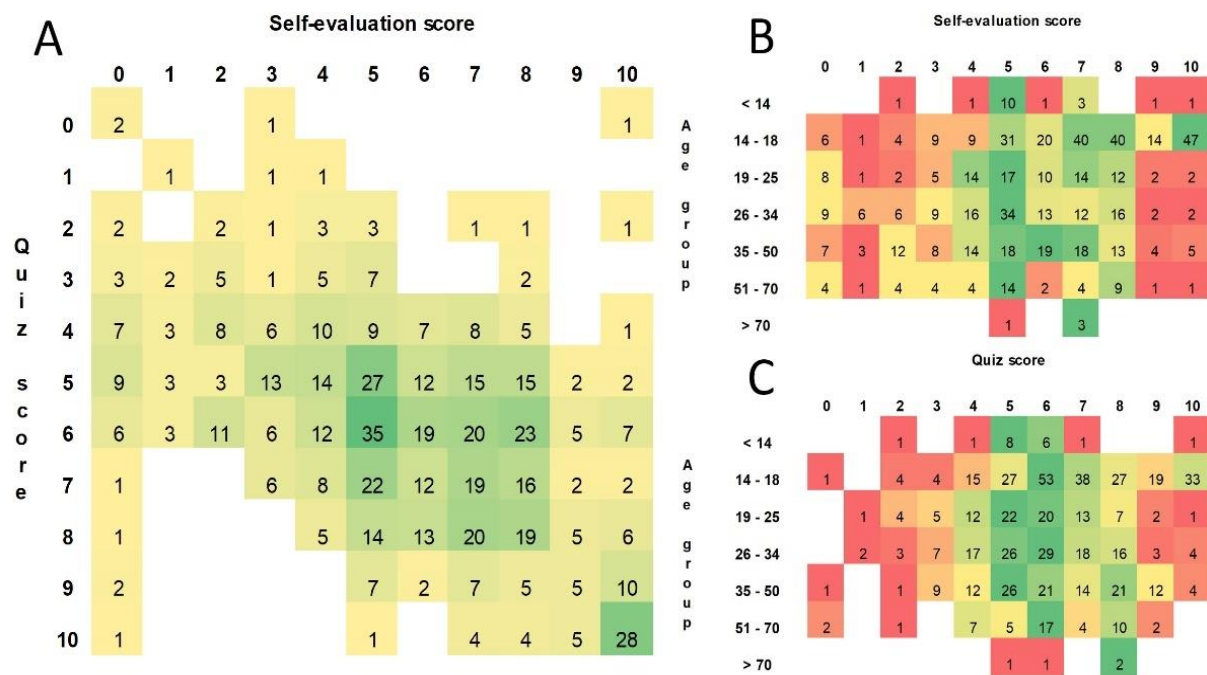 A
Self-evaluation score
0 1 2 3 4 5 6 7 8 9 10
Quiz score
0 2 1 1
1 1 1 1
2 2 2 1 3 3 1 1 1
3 3 2 5 1 5 7 2
4 7 3 8 6 10 9 7 8 5 1
5 9 3 3 13 14 27 12 15 15 2 2
6 6 3 11 6 12 35 19 20 23 5 7
7 1 6 8 22 12 19 16 2 2
8 1 5 14 13 20 19 5 6
9 2 7 2 7 5 5 10
10 1 1 4 4 5 28
B
Self-evaluation score
0 1 2 3 4 5 6 7 8 9 10
Age group
< 14 1 1 10 1 3 1 1
14 - 18 6 1 4 9 9 31 20 40 40 14 47
19 - 25 8 1 2 5 14 17 10 14 12 2 2
26 - 34 9 6 6 9 16 34 13 12 16 2 2
35 - 50 7 3 12 8 14 18 19 18 13 4 5
51 - 70 4 1 4 4 4 14 2 4 9 1 1
> 70 1 3
C
Quiz score
0 1 2 3 4 5 6 7 8 9 10
Age group
< 14 1 1 8 6 1 1
14 - 18 1 4 4 15 27 53 38 27 19 33
19 - 25 1 4 5 12 22 20 13 7 2 1
26 - 34 2 3 7 17 26 29 18 16 3 4
35 - 50 1 1 9 12 26 21 14 21 12 4
51 - 70 2 1 7 5 17 4 10 2
> 70 1 1 2